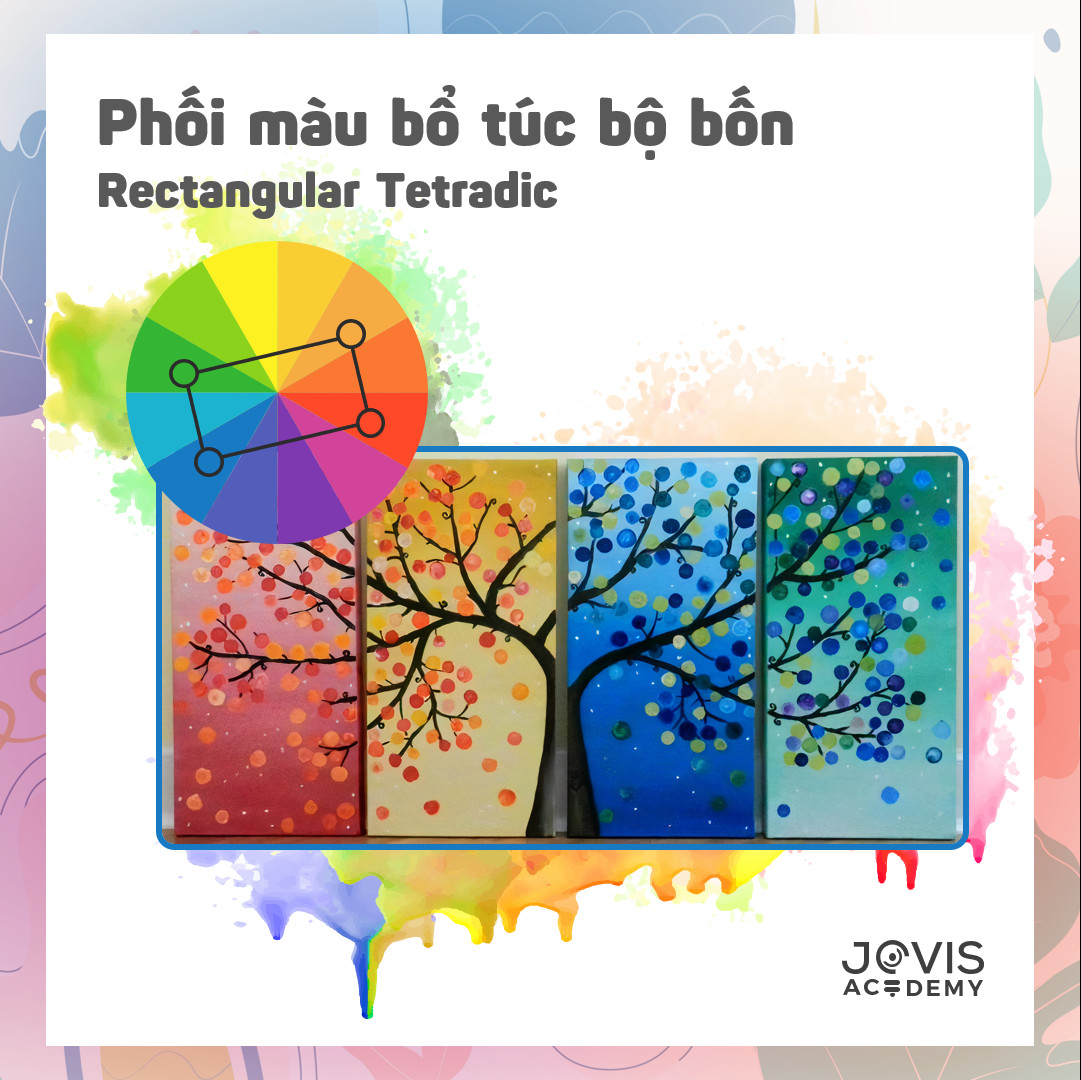 Phối màu bổ túc bộ bốn
Rectangular Tetradic
JOVIS
ACADEMY